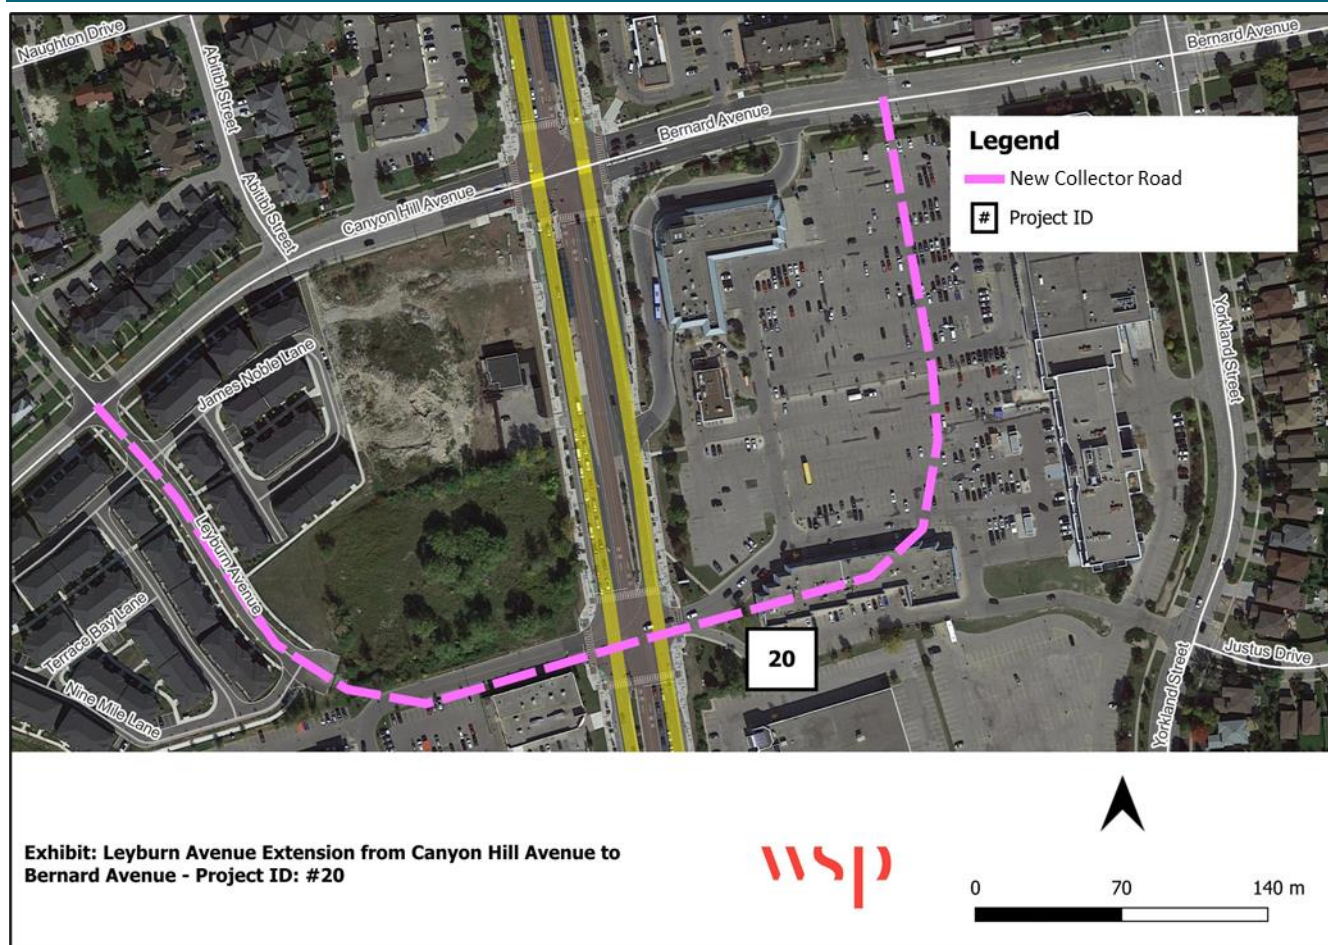 Naughton Drive
Abitibi Street
Abitibi Street
Canyon Hill Avenue
Bernard Avenue
Bernard Avenue
Legend
New Collector Road
# Project ID
Yorkland Street
James Noble Lane
Leyburn Avenue
Terrace Bay Lane
Nine Mile Lane
20
Justus Drive
Yorkland Street
Exhibit: Leyburn Avenue Extension from Canyon Hill Avenue to
Bernard Avenue - Project ID: #20
wsp
0 70 140 m